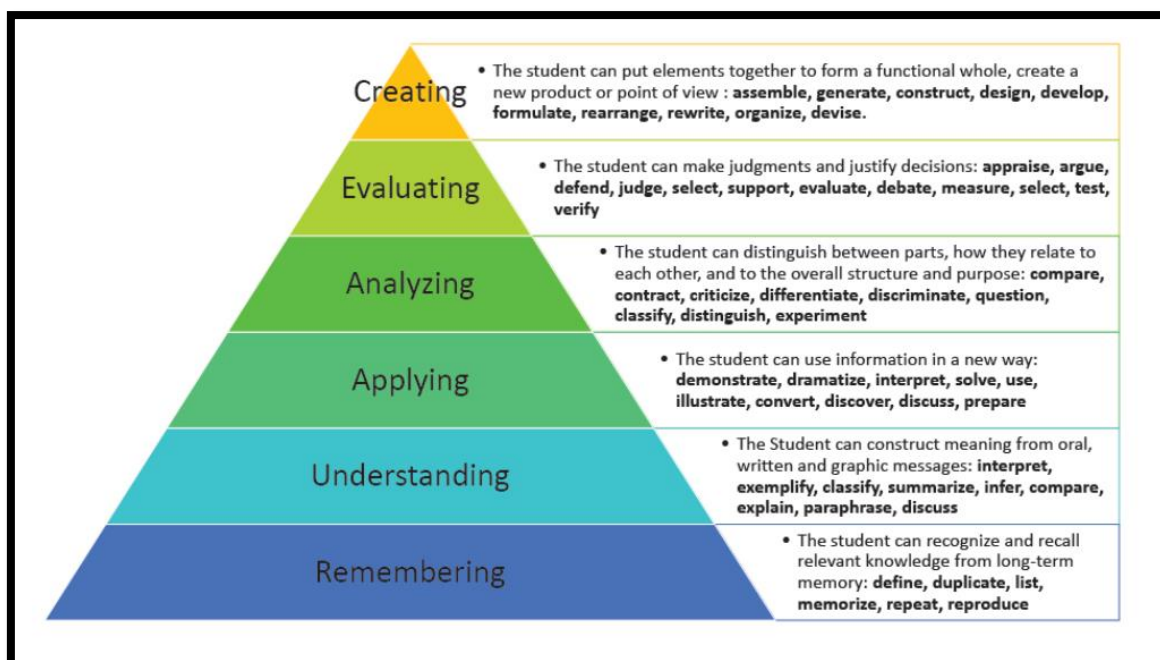 Creating
• The student can put elements together to form a functional whole, create a
new product or point of view : assemble, generate, construct, design, develop,
formulate, rearrange, rewrite, organize, devise.
Evaluating
• The student can make judgments and justify decisions: appraise, argue,
defend, judge, select, support, evaluate, debate, measure, select, test,
verify
Analyzing
• The student can distinguish between parts, how they relate to
each other, and to the overall structure and purpose: compare,
contract, criticize, differentiate, discriminate, question,
classify, distinguish, experiment
Applying
• The student can use information in a new way:
demonstrate, dramatize, interpret, solve, use,
illustrate, convert, discover, discuss, prepare
Understanding
• The Student can construct meaning from oral,
written and graphic messages: interpret,
exemplify, classify, summarize, infer, compare,
explain, paraphrase, discuss
Remembering
• The student can recognize and recall
relevant knowledge from long-term
memory: define, duplicate, list,
memorize, repeat, reproduce